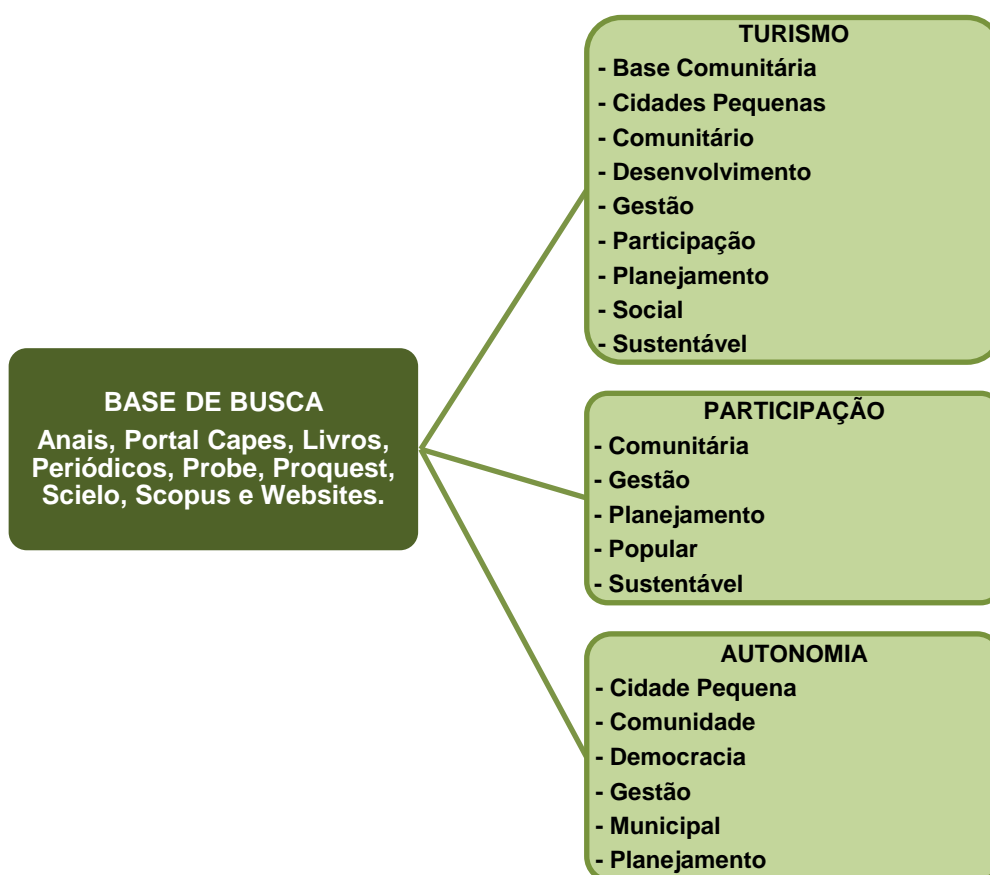 BASE DE BUSCA
Anais, Portal Capes, Livros,
Periódicos, Probe, Proquest,
Scielo, Scopus e Websites.
TURISMO
- Base Comunitária
- Cidades Pequenas
- Comunitário
- Desenvolvimento
- Gestão
- Participação
- Planejamento
- Social
- Sustentável
PARTICIPAÇÃO
- Comunitária
- Gestão
- Planejamento
- Popular
- Sustentável
AUTONOMIA
- Cidade Pequena
- Comunidade
- Democracia
- Gestão
- Municipal
- Planejamento